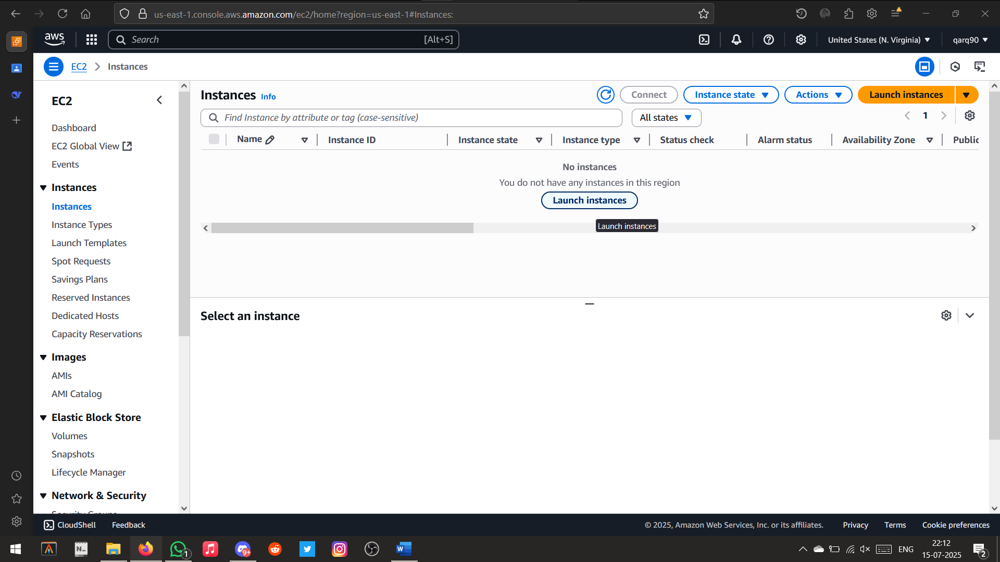 us-east-1.console.aws.amazon.com/ec2/home?region=us-east-1#Instances:
aws
Search [Alt+S]
United States (N. Virginia)
qarq90
EC2 > Instances
EC2
Dashboard
EC2 Global View
Events
Instances
Instances
Instance Types
Launch Templates
Spot Requests
Savings Plans
Reserved Instances
Dedicated Hosts
Capacity Reservations
Images
AMIs
AMI Catalog
Elastic Block Store
Volumes
Snapshots
Lifecycle Manager
Network & Security
Instances Info
Connect
Instance state
Actions
Launch instances
Find Instance by attribute or tag (case-sensitive)
All states
1
Name
Instance ID
Instance state
Instance type
Status check
Alarm status
Availability Zone
Public
No instances
You do not have any instances in this region
Launch instances
Launch instances
Select an instance
CloudShell
Feedback
© 2025, Amazon Web Services, Inc. or its affiliates.
Privacy
Terms
Cookie preferences
N
1
9+
W
ENG
22:12
15-07-2025
2